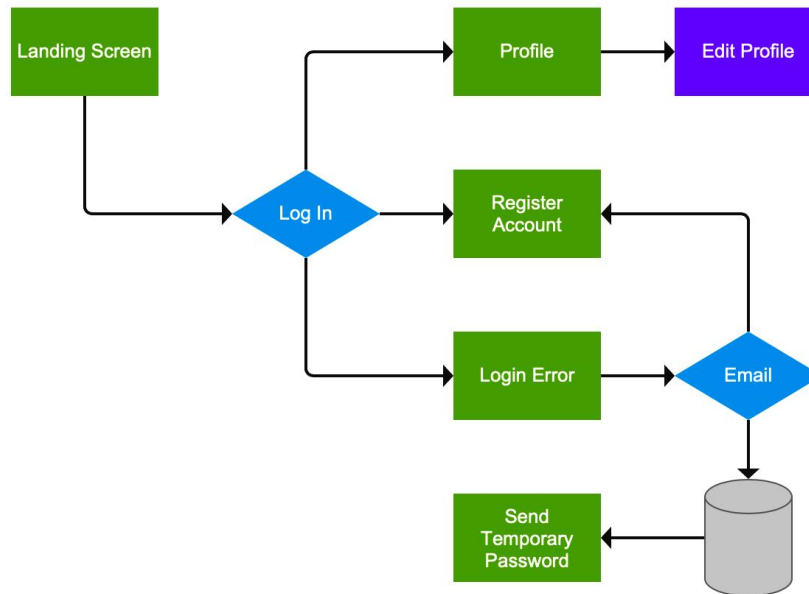 Landing Screen
Profile
Edit Profile
Log In
Register
Account
Login Error
Email
Send
Temporary
Password